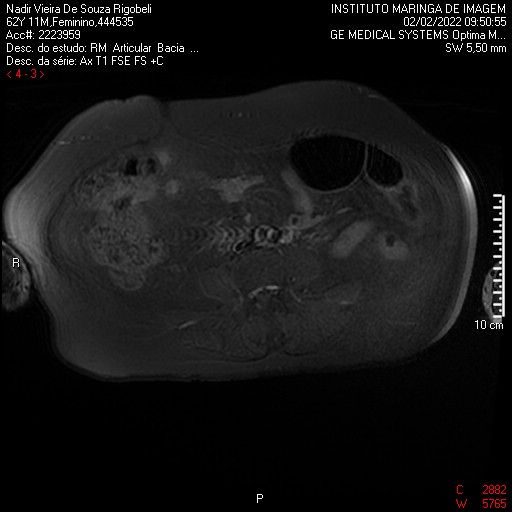 Nadir Vieira De Souza Rigobeli
62Y 11M,Feminino,444535
Acc#: 2223959
Desc. do estudo: RM Articular Bacia ...
Desc. da série: Ax T1 FSE FS +C
< 4 - 3 >
INSTITUTO MARINGA DE IMAGEM
02/02/2022 09:50:55
GE MEDICAL SYSTEMS Optima M...
SW 5,50 mm
R
10 cm
P
C 2882
W 5765